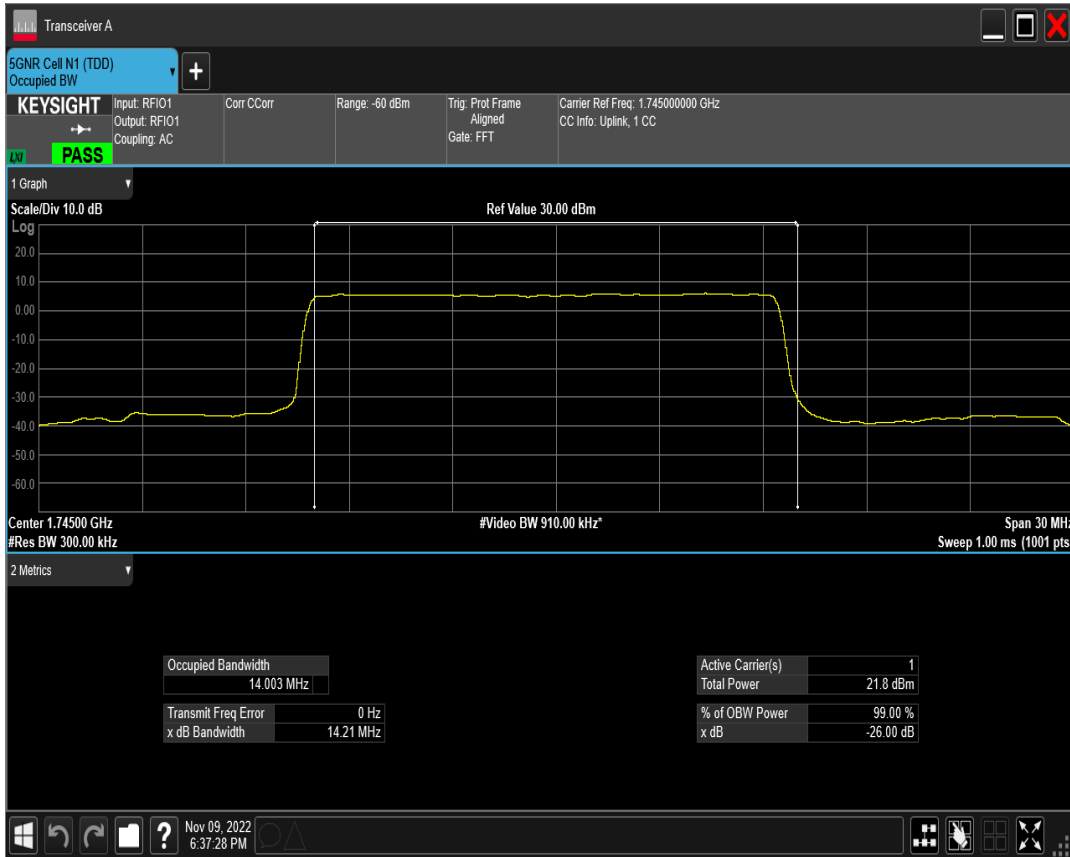 Transceiver A
5GNR Cell N1 (TDD)
Occupied BW
+
KEYSIGHT
LXI
PASS
Input: RFIO1
Output: RFIO1
Coupling: AC
Corr CCorr
Range: -60 dBm
Trig: Prot Frame
Aligned
Gate: FFT
Carrier Ref Freq: 1.745000000 GHz
CC Info: Uplink, 1 CC
1 Graph
Scale/Div 10.0 dB
Ref Value 30.00 dBm
Log
20.0
10.0
0.00
-10.0
-20.0
-30.0
-40.0
-50.0
-60.0
Center 1.74500 GHz
#Video BW 910.00 kHz*
Span 30 MHz
#Res BW 300.00 kHz
Sweep 1.00 ms (1001 pts
2 Metrics
Occupied Bandwidth
14.003 MHz
Transmit Freq Error 0 Hz
x dB Bandwidth 14.21 MHz
Active Carrier(s) 1
Total Power 21.8 dBm
% of OBW Power 99.00 %
x dB -26.00 dB
?
Nov 09, 2022
6:37:28 PM